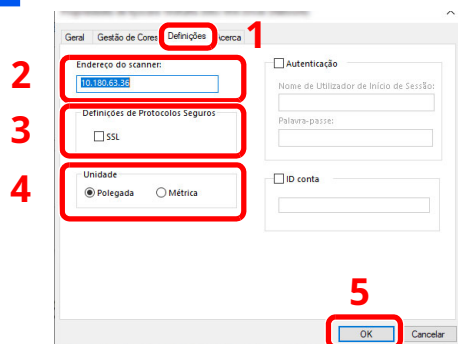 Geral Gestão de Cores Definições Acerca
1
2
Endereço do scanner:
10.180.63.36
3
Definições de Protocolos Seguros
SSL
4
Unidade
Polegada Métrica
Autenticação
Nome de Utilizador de Início de Sessão:
Palavra-passe:
ID conta
5
OK Cancelar